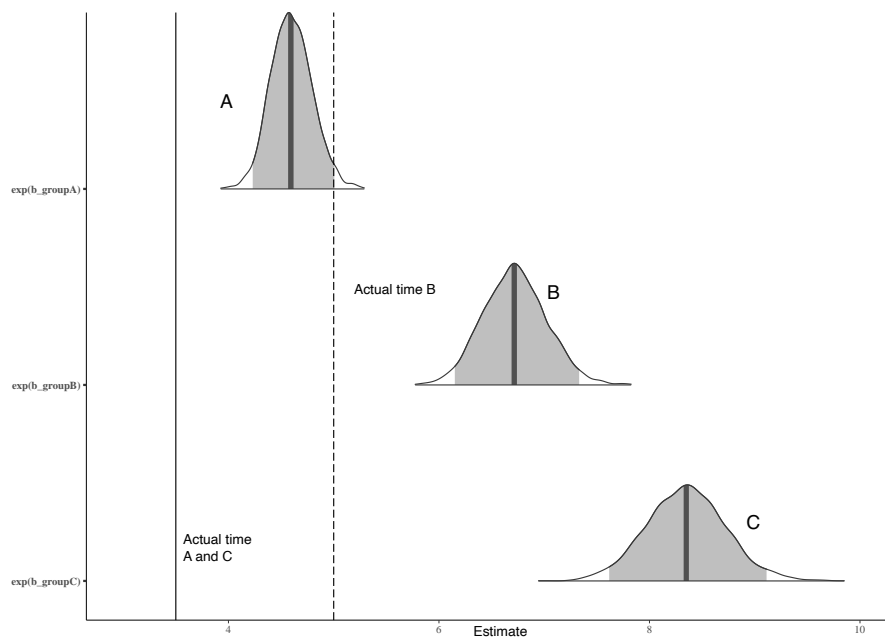 A
exp(b_groupA)
Actual time B
B
exp(b_groupB)
C
Actual time
A and C
exp(b_groupC)
4
6
8
10
Estimate